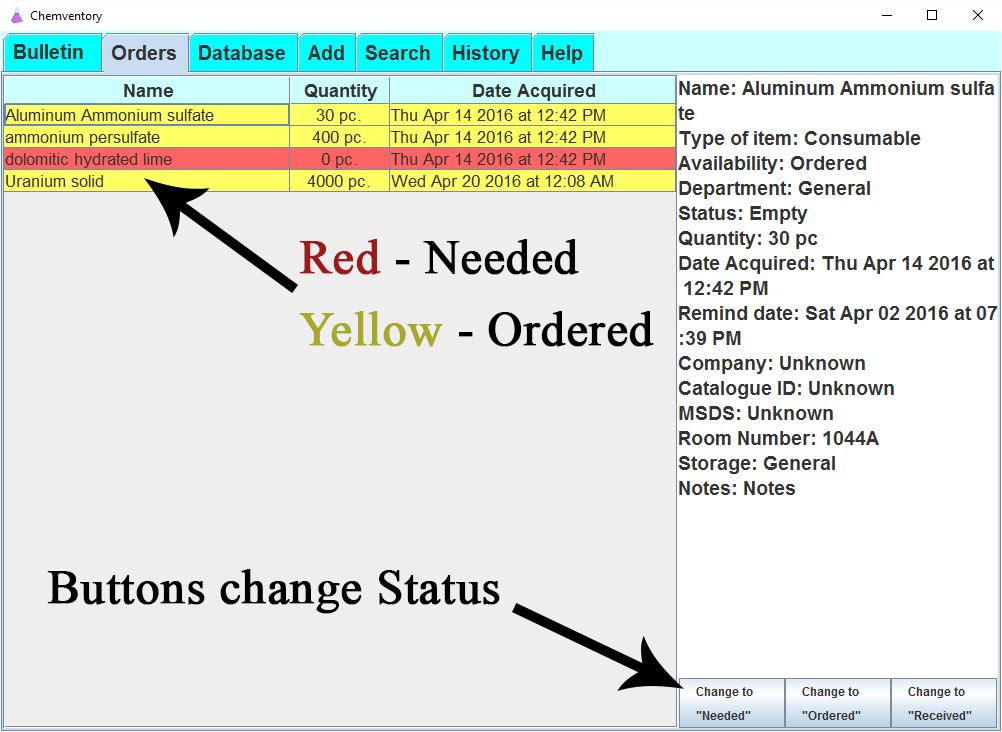 Chemventory
Bulletin Orders Database Add Search History Help
Name Quantity Date Acquired
Aluminum Ammonium sulfate 30 pc. Thu Apr 14 2016 at 12:42 PM
ammonium persulfate 400 pc. Thu Apr 14 2016 at 12:42 PM
dolomitic hydrated lime 0 pc. Thu Apr 14 2016 at 12:42 PM
Uranium solid 4000 pc. Wed Apr 20 2016 at 12:08 AM
Red - Needed
Yellow - Ordered
Buttons change Status
Name: Aluminum Ammonium sulfa
te
Type of item: Consumable
Availability: Ordered
Department: General
Status: Empty
Quantity: 30 pc
Date Acquired: Thu Apr 14 2016 at
12:42 PM
Remind date: Sat Apr 02 2016 at 07
:39 PM
Company: Unknown
Catalogue ID: Unknown
MSDS: Unknown
Room Number: 1044A
Storage: General
Notes: Notes
Change to
"Needed"
Change to
"Ordered"
Change to
"Received"